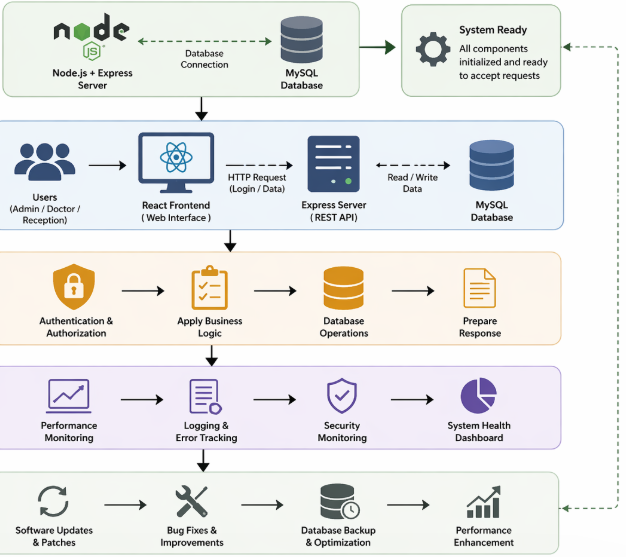 node
JS
Node.js + Express
Server
Database
Connection
MySQL
Database
System Ready
All components
initialized and ready
to accept requests
Users
(Admin / Doctor /
Reception)
React Frontend
( Web Interface )
HTTP Request
(Login / Data)
Express Server
( REST API)
Read / Write
Data
MySQL
Database
Authentication &
Authorization
Apply Business
Logic
Database
Operations
Prepare
Response
Performance
Monitoring
Logging &
Error Tracking
Security
Monitoring
System Health
Dashboard
Software Updates
& Patches
Bug Fixes &
Improvements
Database Backup
& Optimization
Performance
Enhancement